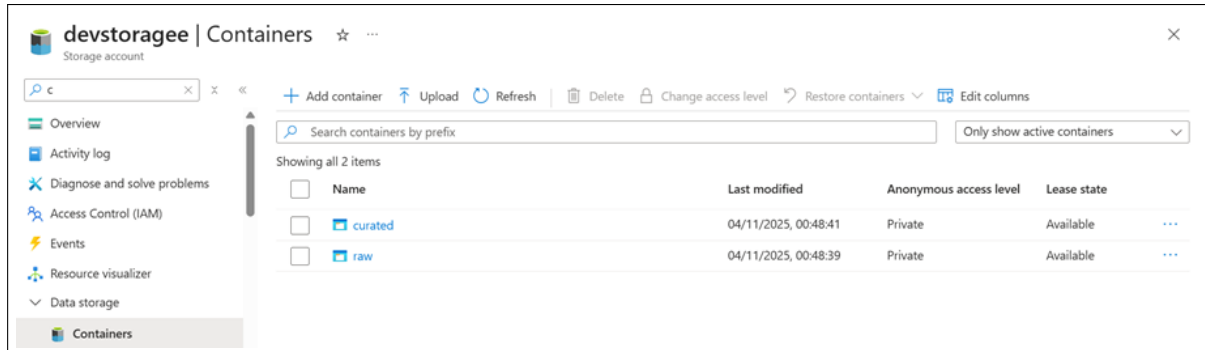 devstoragee | Containers
Storage account
c
Add container Upload Refresh Delete Change access level Restore containers Edit columns
Overview
Activity log
Diagnose and solve problems
Access Control (IAM)
Events
Resource visualizer
Data storage
Containers
Search containers by prefix
Only show active containers
Showing all 2 items
Name Last modified Anonymous access level Lease state
curated 04/11/2025, 00:48:41 Private Available
raw 04/11/2025, 00:48:39 Private Available